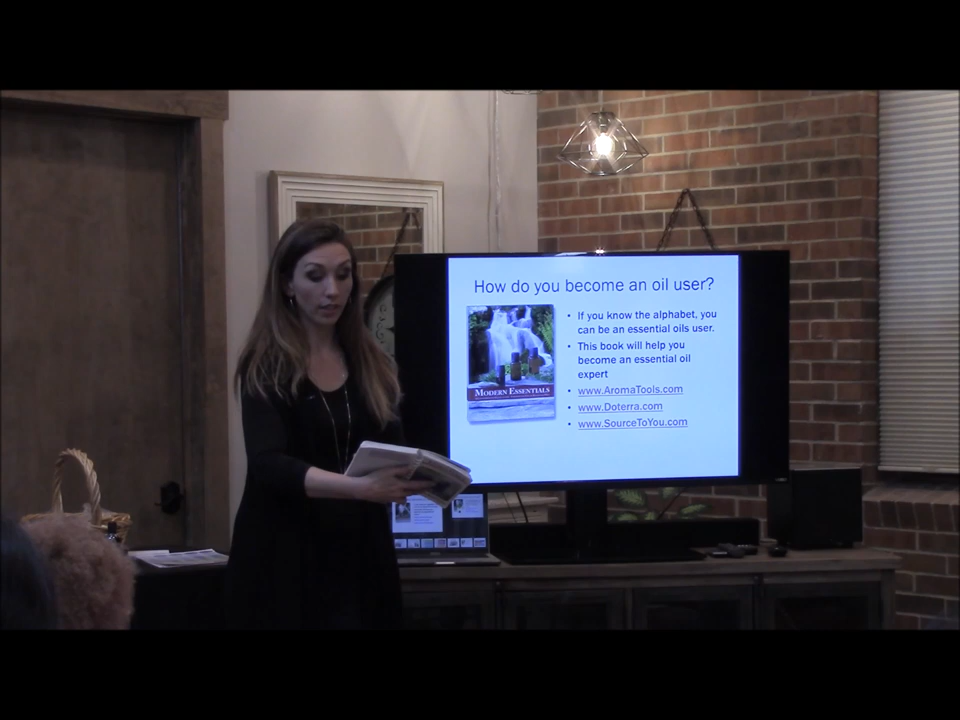 How do you become an oil user?
• If you know the alphabet, you
can be an essential oils user.
• This book will help you
become an essential oil
expert
• www.AromaTools.com
• www.Doterra.com
• www.SourceToYou.com
MODERN ESSENTIALS